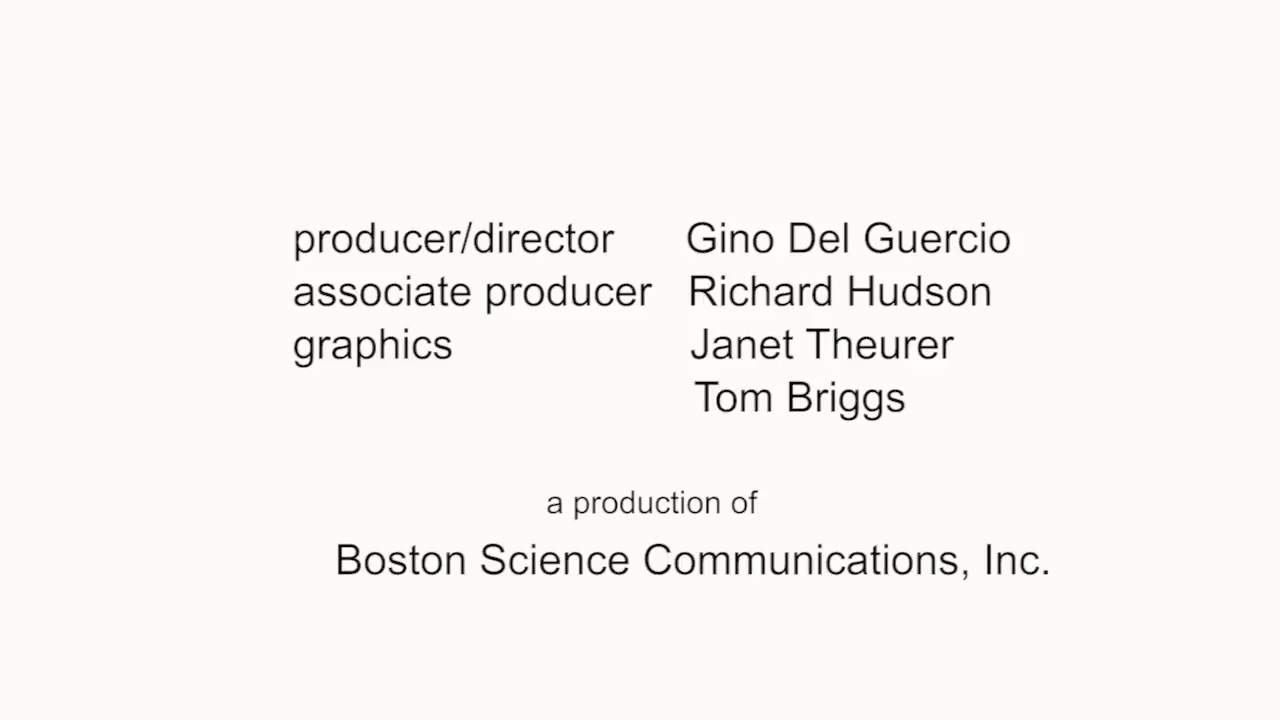 producer/director Gino Del Guercio
associate producer Richard Hudson
graphics Janet Theurer
Tom Briggs
a production of
Boston Science Communications, Inc.